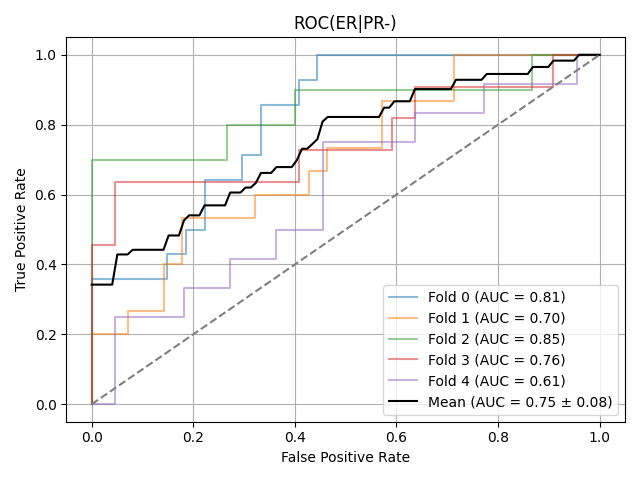 ROC(ER|PR-)
True Positive Rate
1.0
0.8
0.6
0.4
0.2
0.0
Fold 0 (AUC = 0.81)
Fold 1 (AUC = 0.70)
Fold 2 (AUC = 0.85)
Fold 3 (AUC = 0.76)
Fold 4 (AUC = 0.61)
Mean (AUC = 0.75 ± 0.08)
0.0 0.2 0.4 0.6 0.8 1.0
False Positive Rate